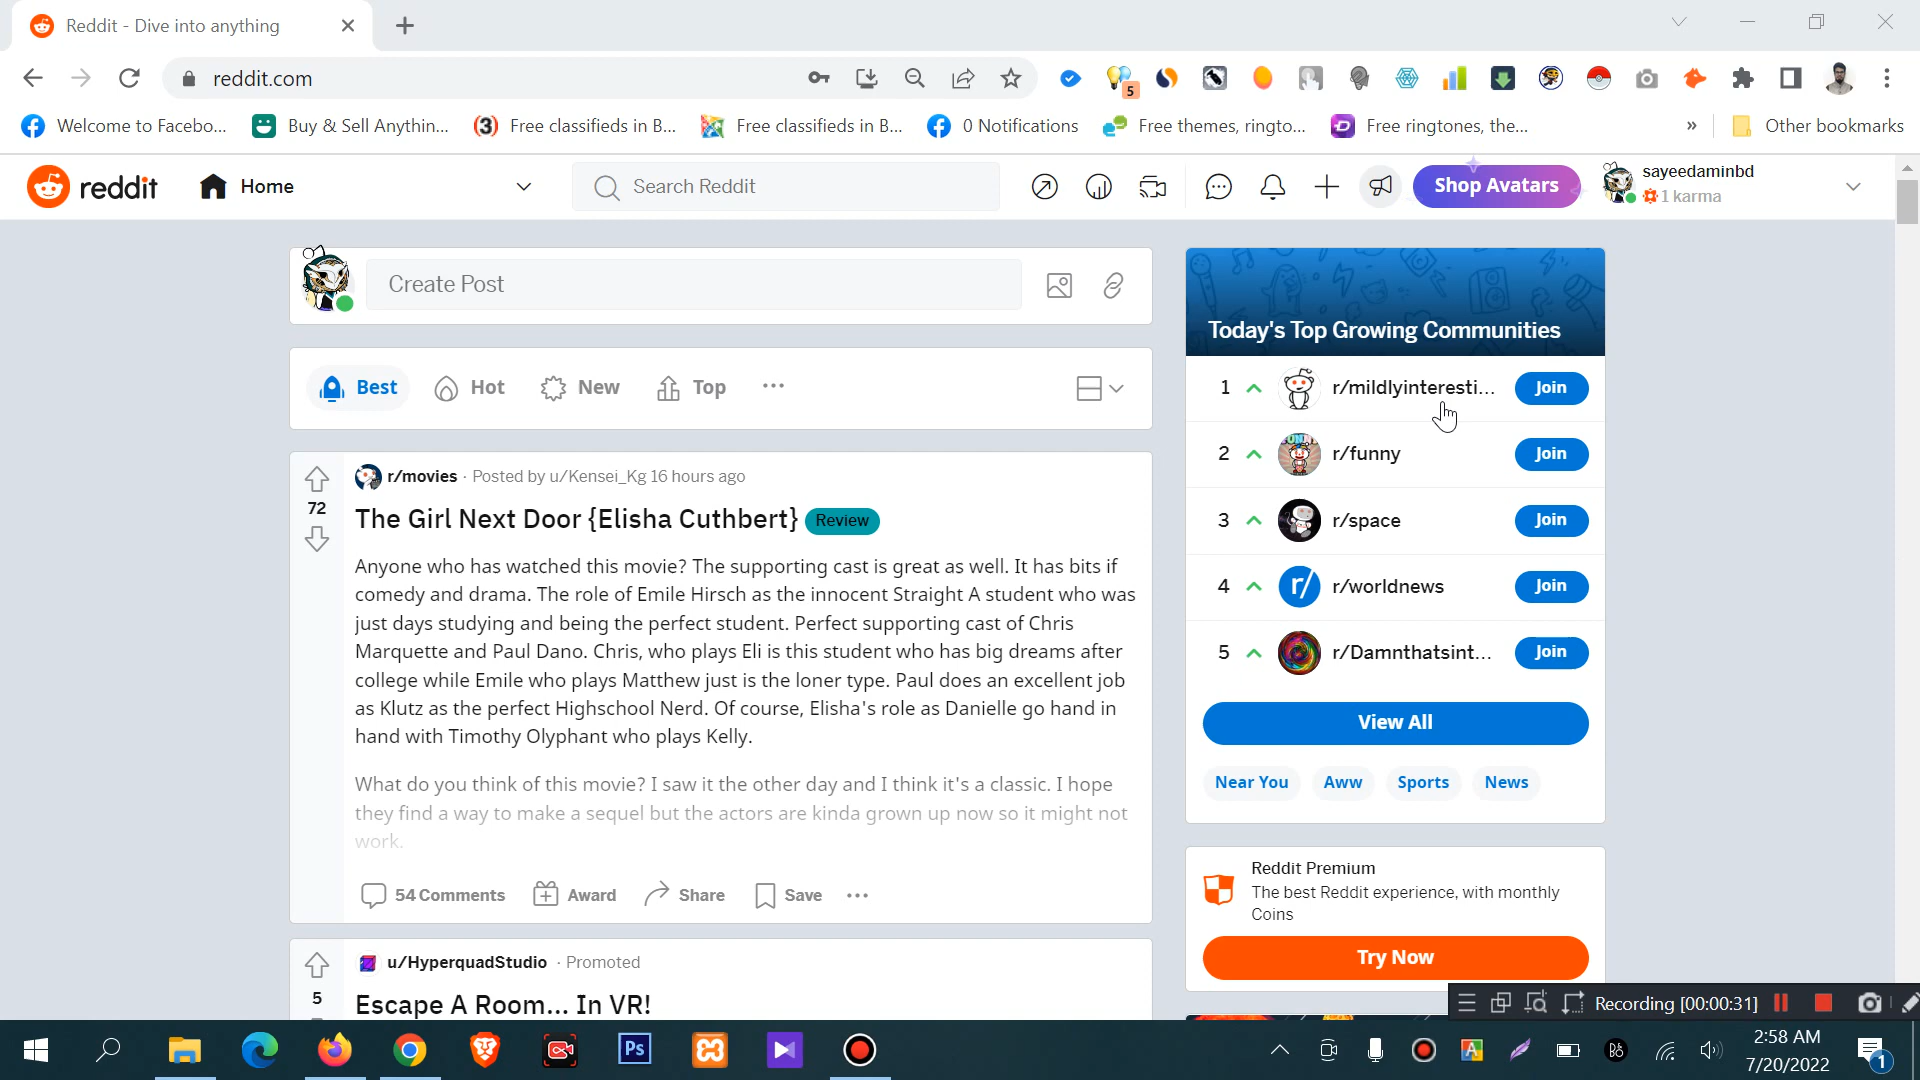 Reddit - Dive into anything
reddit.com
5
Welcome to Facebo...
Buy & Sell Anythin...
Free classifieds in B...
Free classifieds in B...
0 Notifications
Free themes, ringto...
Free ringtones, the...
»
Other bookmarks
reddit
Home
Search Reddit
Shop Avatars
sayeedaminbd
1 karma
Create Post
Today's Top Growing Communities
Best
Hot
New
Top
1 r/mildlyinteresti... Join
2 r/funny Join
3 r/space Join
4 r/worldnews Join
5 r/Damnthatsint... Join
View All
Near You Aww Sports News
72
r/movies · Posted by u/Kensei_Kg 16 hours ago
The Girl Next Door {Elisha Cuthbert} Review
Anyone who has watched this movie? The supporting cast is great as well. It has bits if
comedy and drama. The role of Emile Hirsch as the innocent Straight A student who was
just days studying and being the perfect student. Perfect supporting cast of Chris
Marquette and Paul Dano. Chris, who plays Eli is this student who has big dreams after
college while Emile who plays Matthew just is the loner type. Paul does an excellent job
as Klutz as the perfect Highschool Nerd. Of course, Elisha's role as Danielle go hand in
hand with Timothy Olyphant who plays Kelly.
What do you think of this movie? I saw it the other day and I think it's a classic. I hope
they find a way to make a sequel but the actors are kinda grown up now so it might not
work.
54 Comments Award Share Save
Reddit Premium
The best Reddit experience, with monthly
Coins
Try Now
u/HyperquadStudio · Promoted
5
Escape A Room... In VR!
Recording [00:00:31]
Ps
2:58 AM
7/20/2022
1